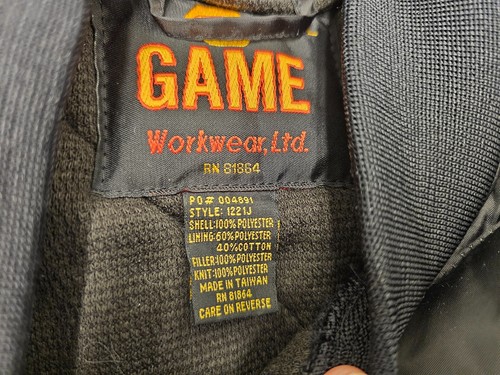 GAME
Workwear, Ltd.
RN 81864
PO# 004891
STYLE: 1221J
SHELL:100%POLYESTER
LINING:60%POLYESTER
40%COTTON
FILLER:100%POLYESTER
KNIT:100%POLYESTER
MADE IN TAIWAN
RN 81864
CARE ON REVERSE